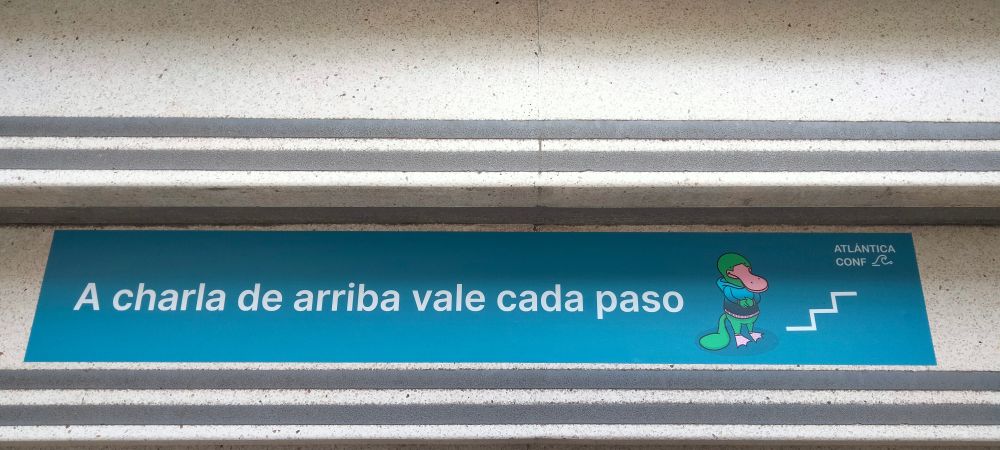 A charla de arriba vale cada paso
ATLÁNTICA
CONF